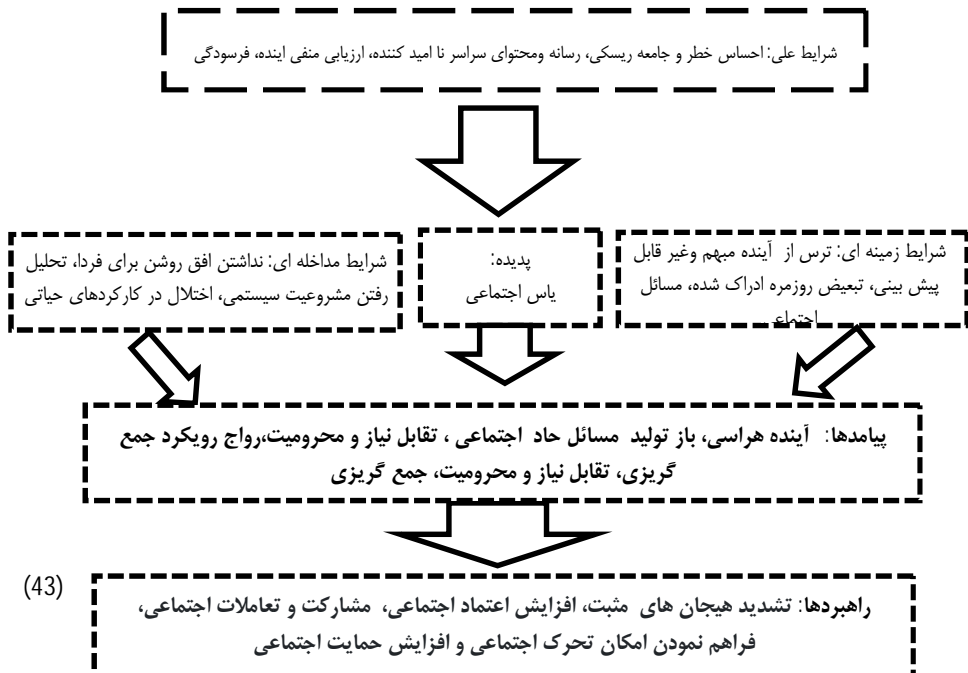 شرایط علی: احساس خطر و جامعه ریسکی، رسانه ومحتوای سراسر نا امید کننده، ارزیابی منفی اینده، فرسودگی
شرایط زمینه ای: ترس از آینده مبهم وغیر قابل
پیش بینی، تبعیض روزمره ادراک شده، مسائل
پدیده:
یاس اجتماعی
شرایط مداخله ای: نداشتن افق روشن برای فردا، تحلیل
رفتن مشروعیت سیستمی، اختلال در کارکردهای حیاتی
پیامدها: آینده هراسی، باز تولید مسائل حاد اجتماعی ، تقابل نیاز و محرومیت،رواج رویکرد جمع
گریزی، تقابل نیاز و محرومیت، جمع گریزی
(43)
راهبردها: تشدید هیجان های مثبت، افزایش اعتماد اجتماعی، مشارکت و تعاملات اجتماعی،
فراهم نمودن امکان تحرک اجتماعی و افزایش حمایت اجتماعی